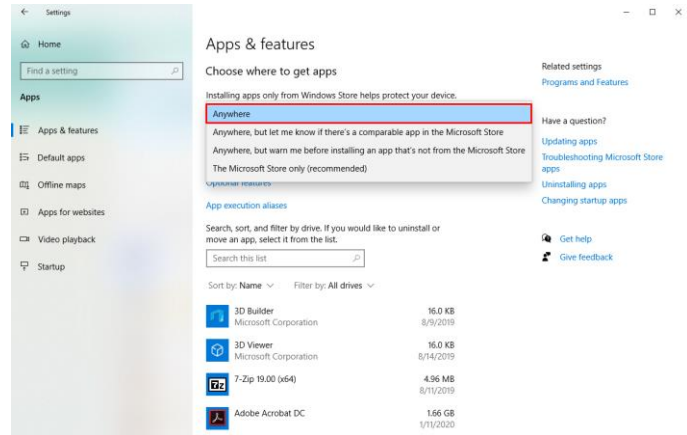 Settings
Home
Find a setting
Apps
Apps & features
Default apps
Offline maps
Apps for websites
Video playback
Startup
Apps & features
Choose where to get apps
Installing apps only from Windows Store helps protect your device.
Anywhere
Anywhere, but let me know if there's a comparable app in the Microsoft Store
Anywhere, but warn me before installing an app that's not from the Microsoft Store
The Microsoft Store only (recommended)
Optional features
App execution aliases
Search, sort, and filter by drive. If you would like to uninstall or
move an app, select it from the list.
Search this list
Sort by: Name Filter by: All drives
3D Builder 16.0 KB
Microsoft Corporation 8/9/2019
3D Viewer 16.0 KB
Microsoft Corporation 8/14/2019
7-Zip 19.00 (x64) 4.96 MB
8/11/2019
Adobe Acrobat DC 1.66 GB
1/11/2020
Related settings
Programs and Features
Have a question?
Updating apps
Troubleshooting Microsoft Store
apps
Uninstalling apps
Changing startup apps
Get help
Give feedback